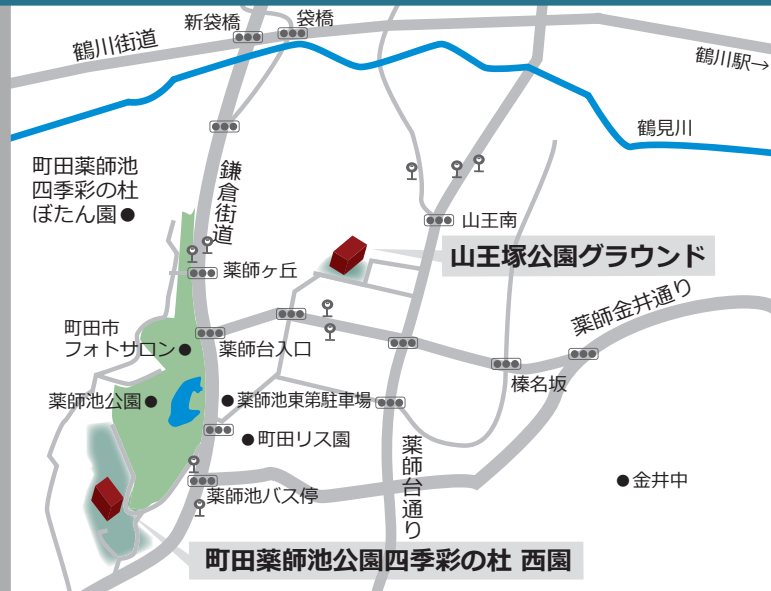 新袋橋
袋橋
鶴川街道
鶴川駅→
鶴見川
町田薬師池
四季彩の杜
ぼたん園●
鎌倉街道
山王南
山王塚公園グラウンド
薬師ヶ丘
薬師金井通り
町田市
フォトサロン●
薬師台入口
榛名坂
薬師池公園●
●薬師池東第駐車場
●町田リス園
薬師台通り
●金井中
薬師池バス停
町田薬師池公園四季彩の杜 西園